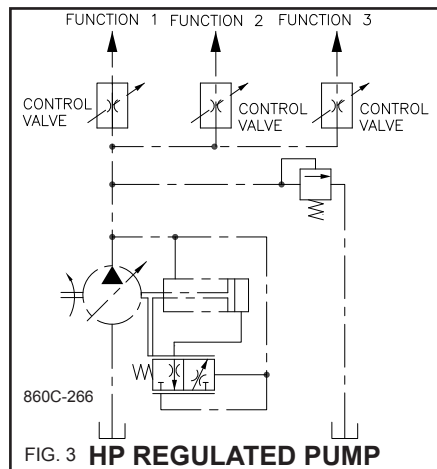 FUNCTION 1 FUNCTION 2 FUNCTION 3
CONTROL
VALVE
CONTROL
VALVE
CONTROL
VALVE
860C-266
FIG. 3 HP REGULATED PUMP